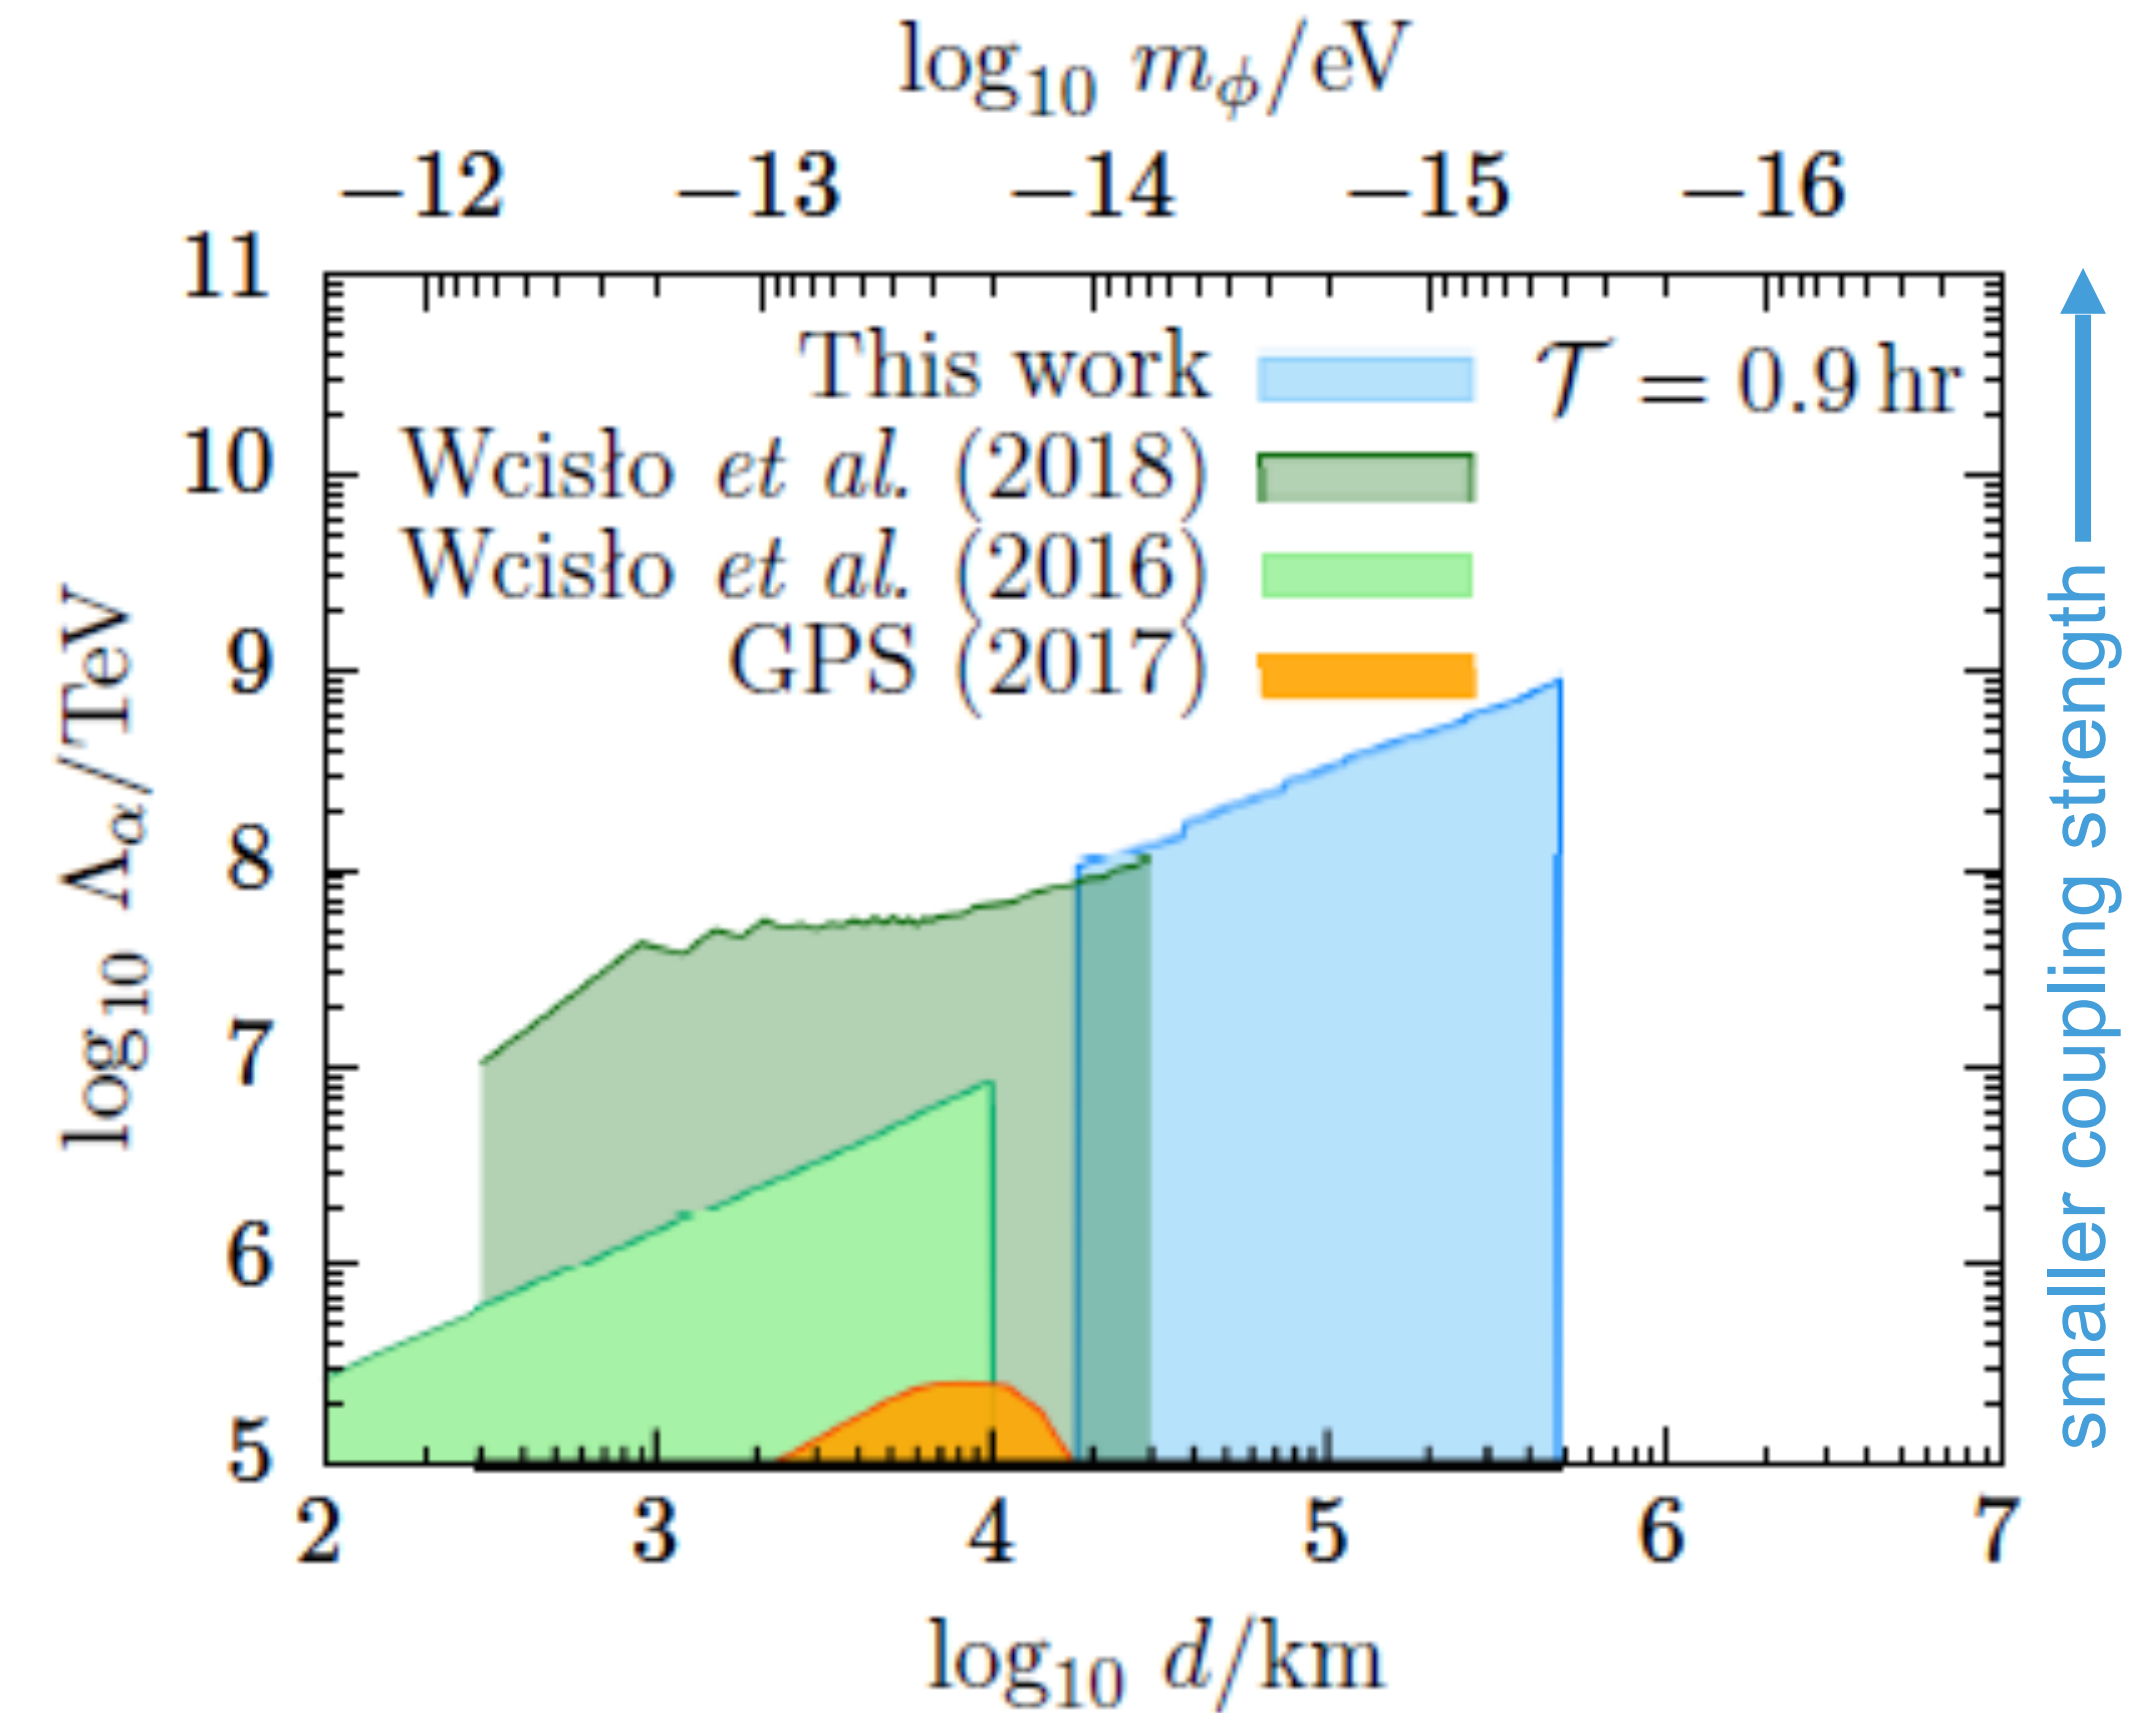 log₁₀ m_ϕ/eV
−12 −13 −14 −15 −16
11
10
9
8
7
6
5
log₁₀ Λ_α/TeV
This work
𝒯 = 0.9 hr
Wcisło et al. (2018)
Wcisło et al. (2016)
GPS (2017)
smaller coupling strength
2 3 4 5 6 7
log₁₀ d/km